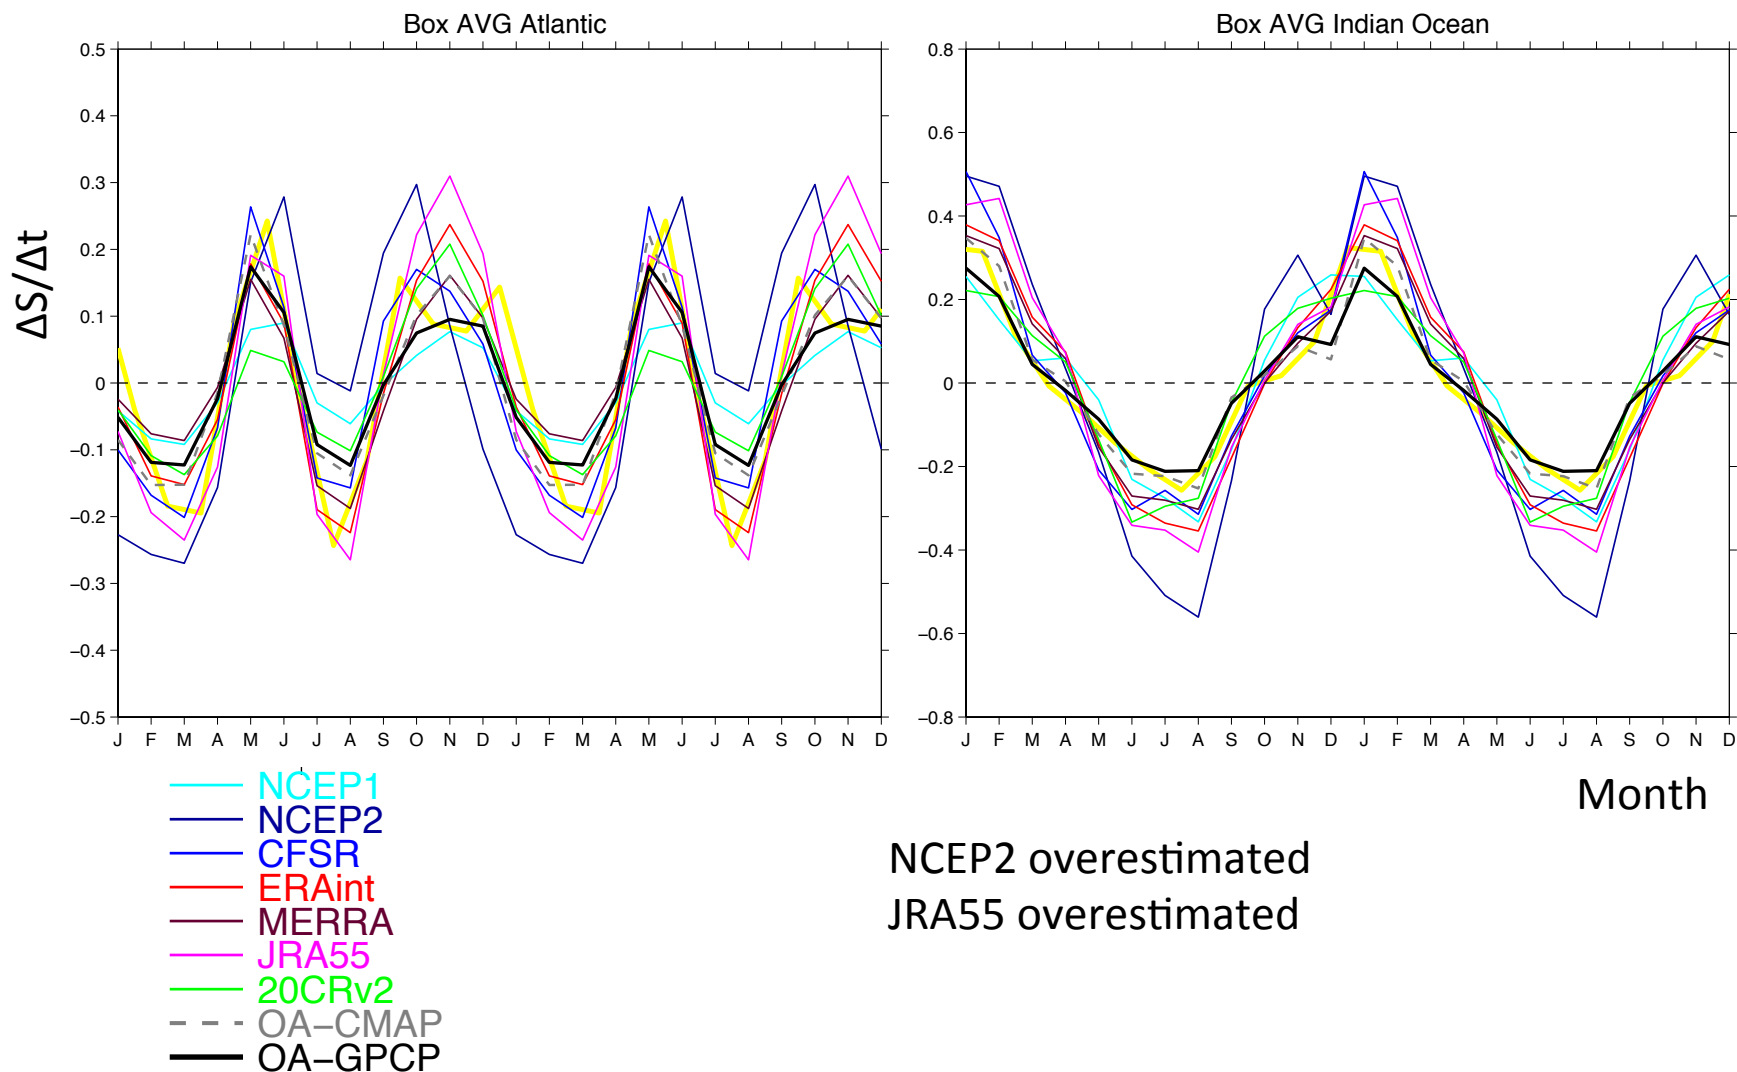 Box AVG Atlantic
Box AVG Indian Ocean
ΔS/Δt
0.5
0.4
0.3
0.2
0.1
0
−0.1
−0.2
−0.3
−0.4
−0.5
J F M A M J J A S O N D J F M A M J J A S O N D
0.8
0.6
0.4
0.2
0
−0.2
−0.4
−0.6
−0.8
J F M A M J J A S O N D J F M A M J J A S O N D
Month
NCEP1
NCEP2
CFSR
ERAint
MERRA
JRA55
20CRv2
OA−CMAP
OA−GPCP
NCEP2 overestimated
JRA55 overestimated